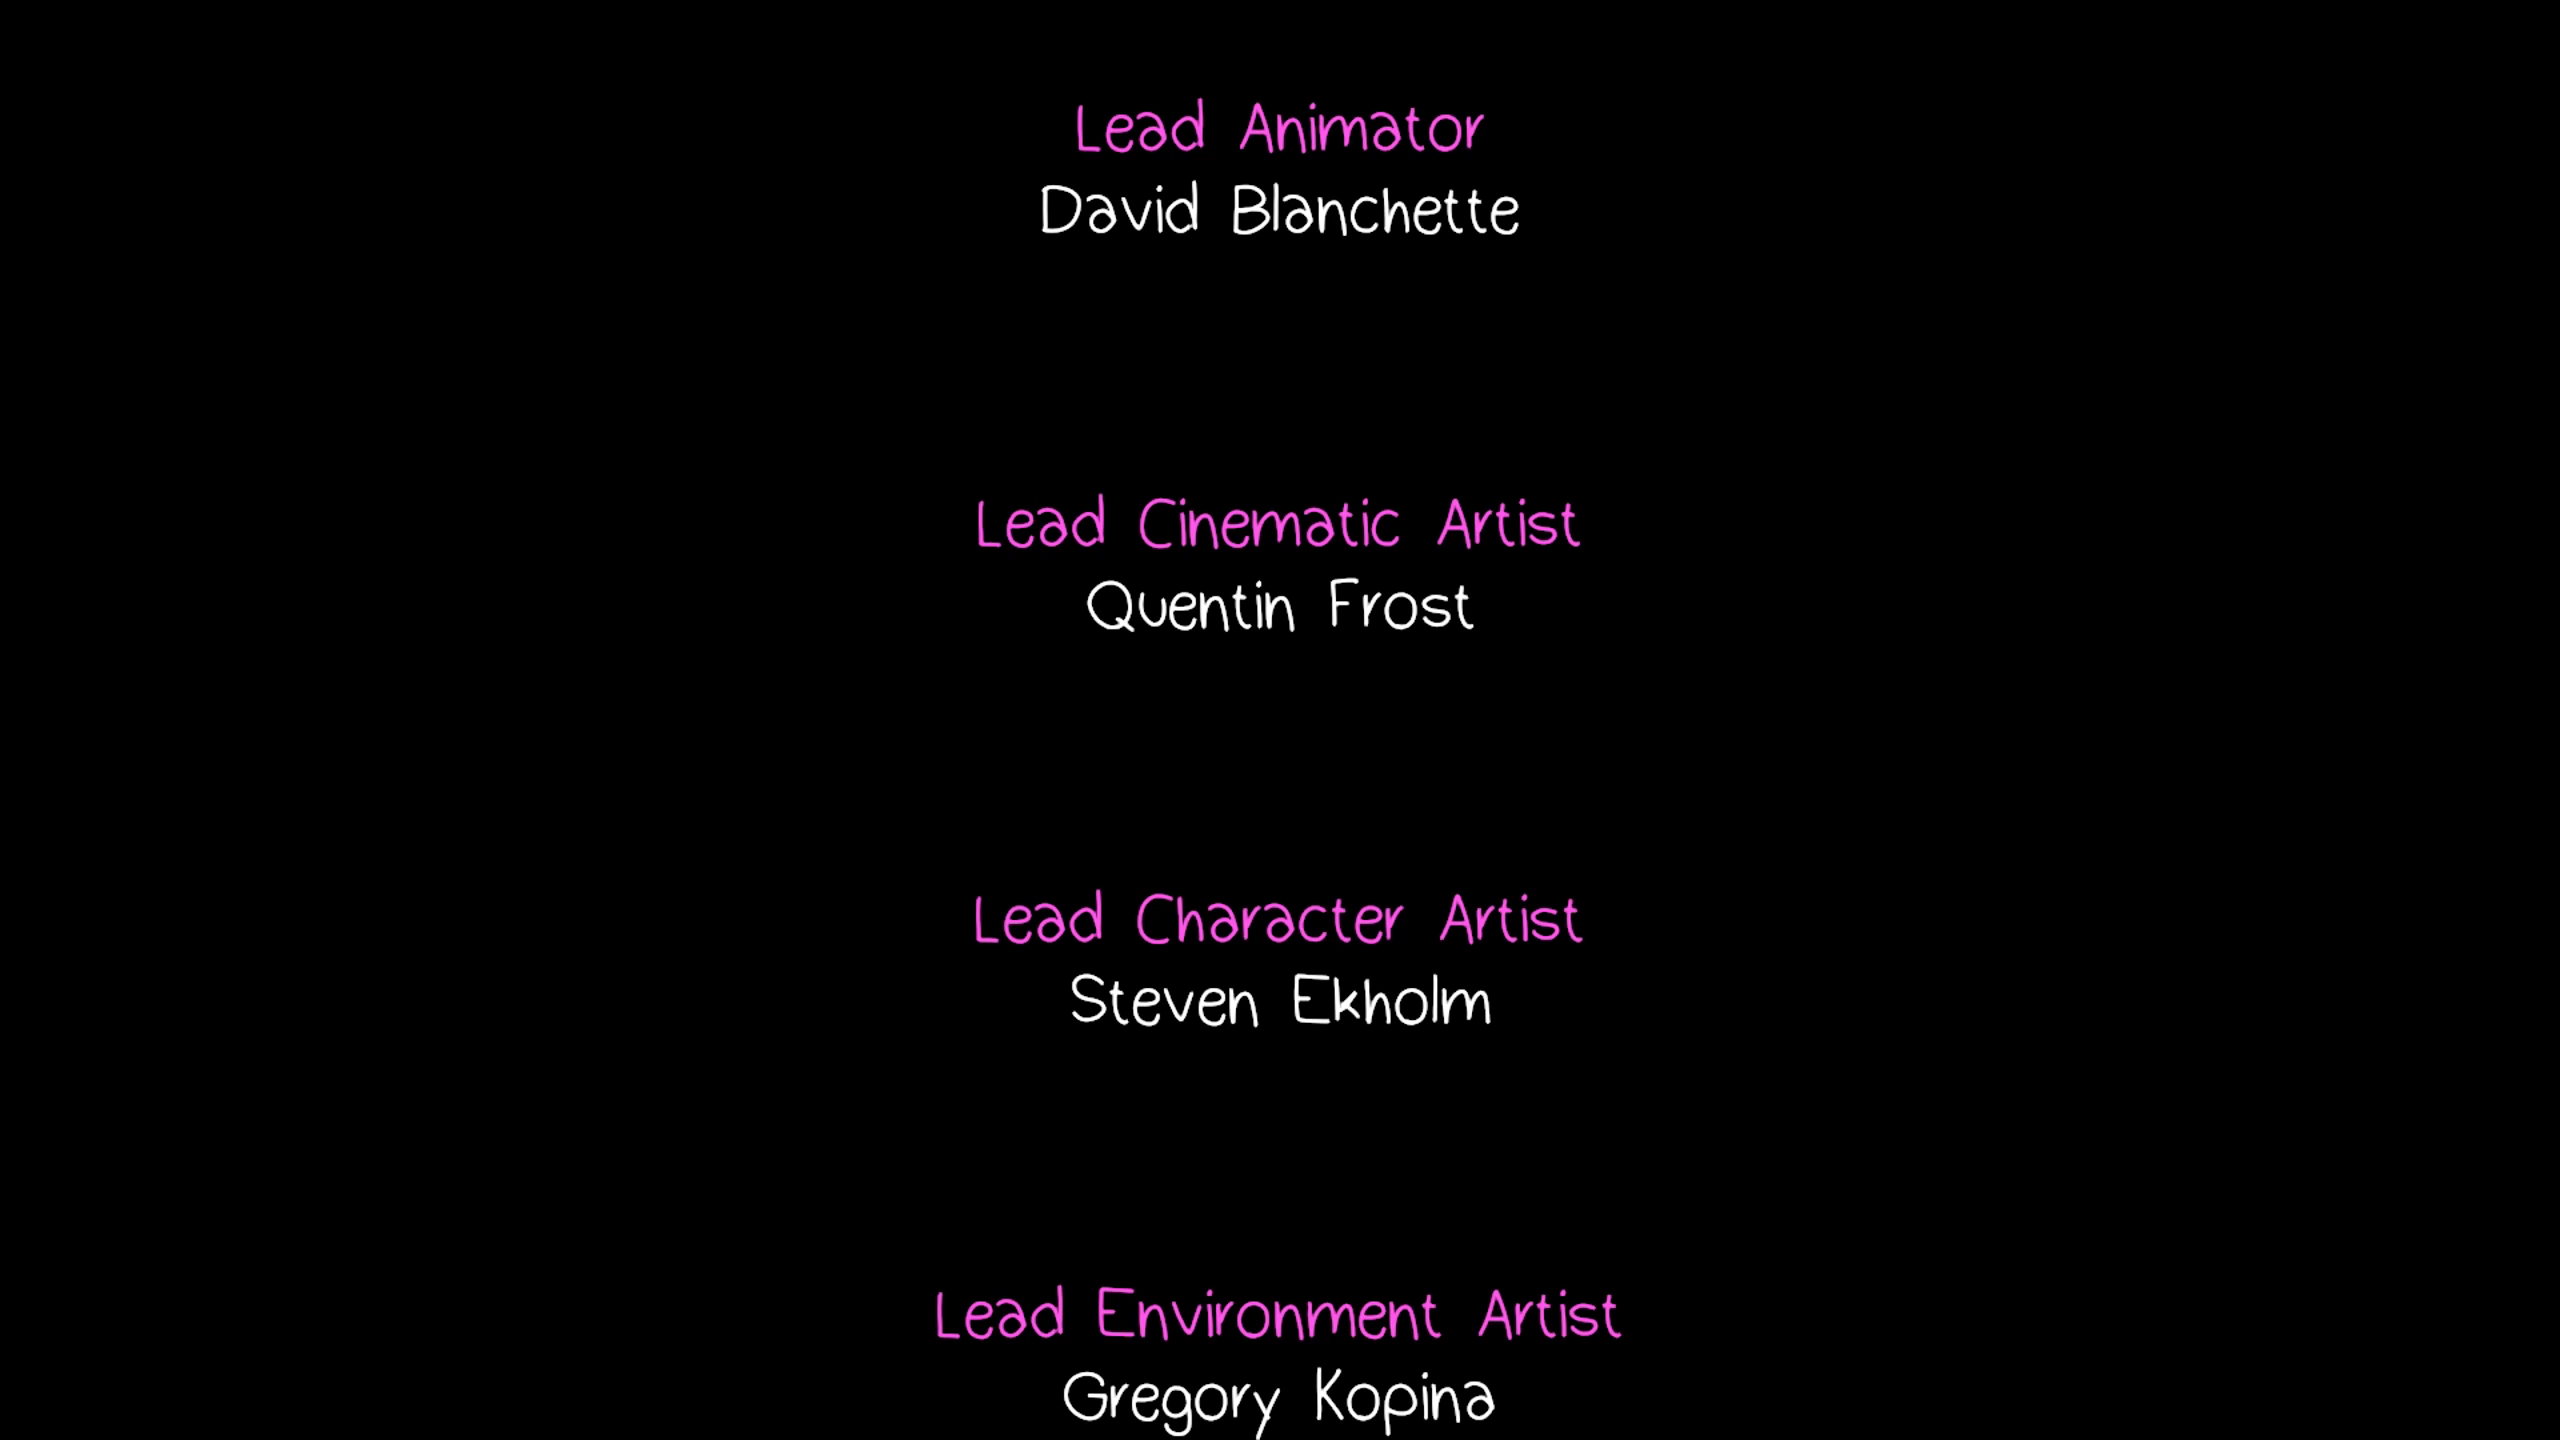 Lead Animator
David Blanchette
Lead Cinematic Artist
Quentin Frost
Lead Character Artist
Steven Ekholm
Lead Environment Artist
Gregory Kopina